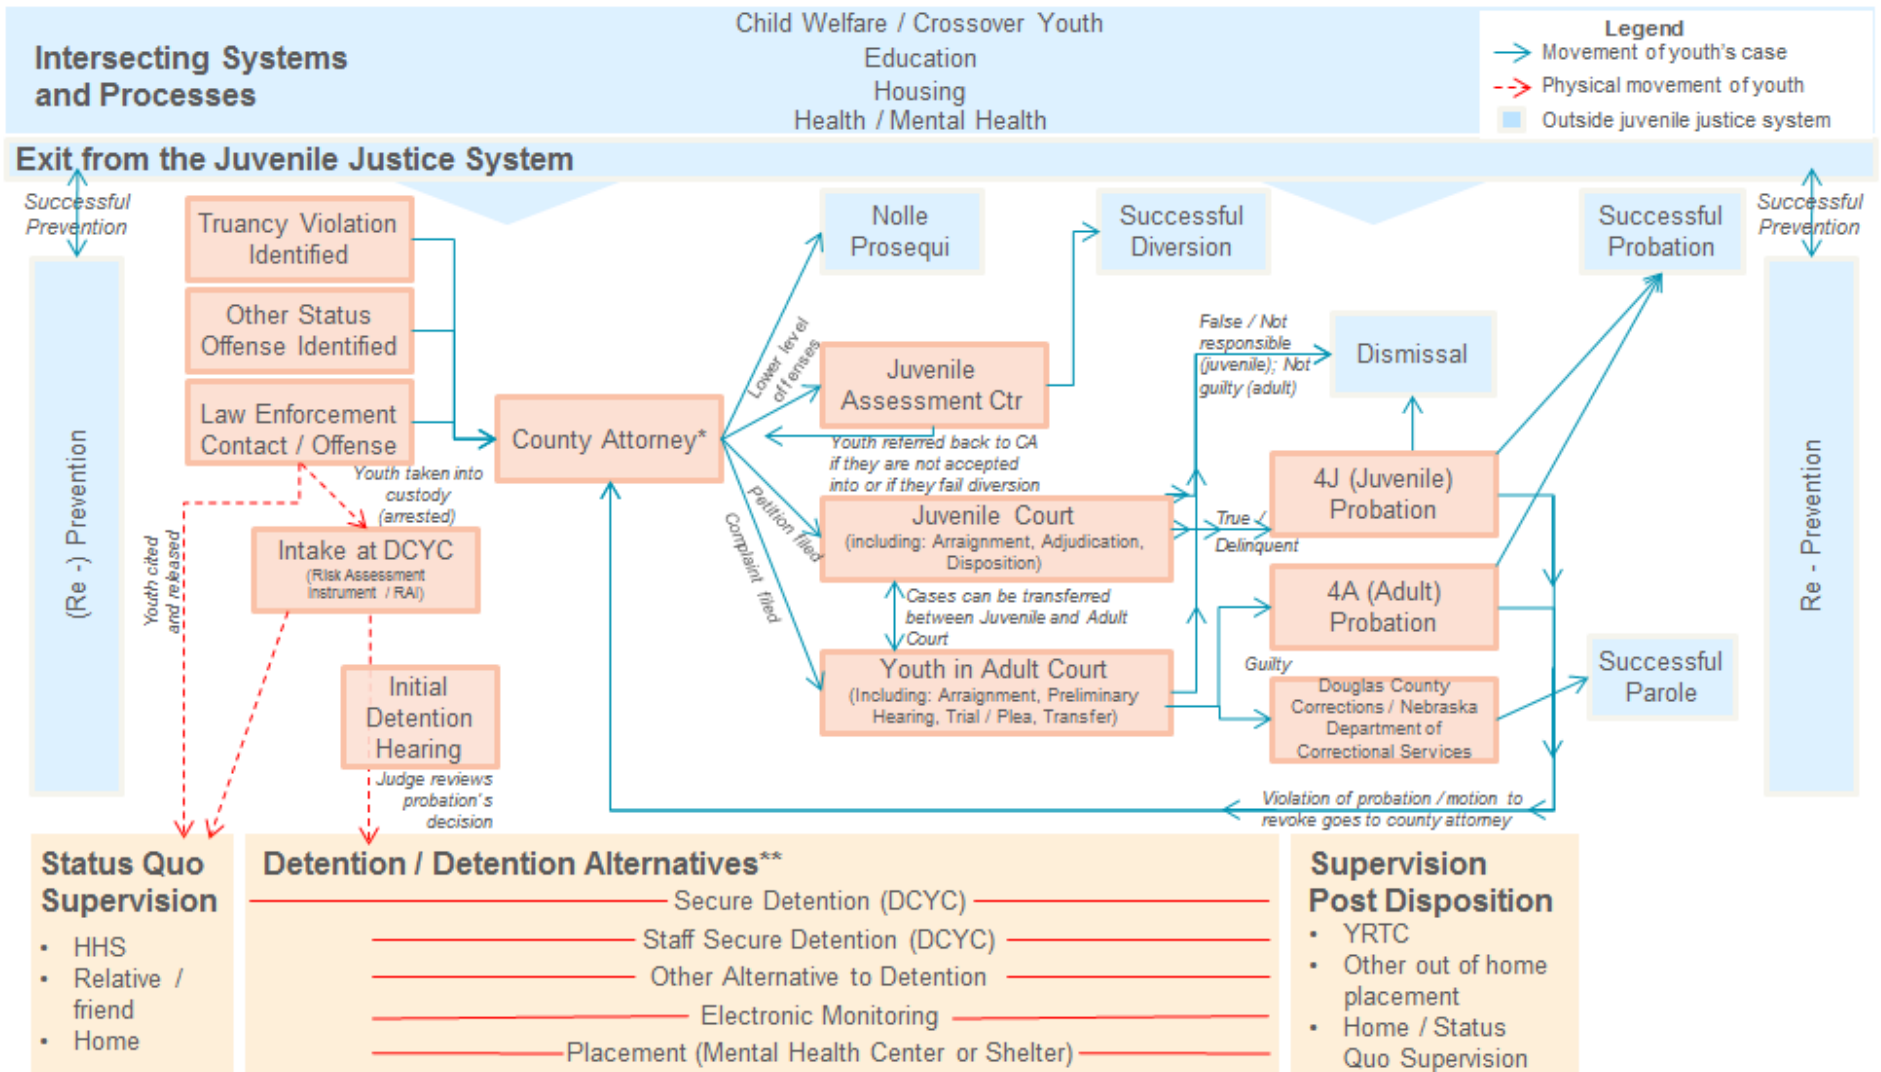 Intersecting Systems
and Processes
Child Welfare / Crossover Youth
Education
Housing
Health / Mental Health
Legend
Movement of youth's case
Physical movement of youth
Outside juvenile justice system
Exit from the Juvenile Justice System
Successful
Prevention
(Re -) Prevention
Truancy Violation
Identified
Other Status
Offense Identified
Law Enforcement
Contact / Offense
Youth taken into
custody
(arrested)
Youth cited
and released
Intake at DCYC
(Risk Assessment
Instrument / RAI)
Initial
Detention
Hearing
Judge reviews
probation's
decision
County Attorney*
Lower level
offenses
Petition filed
Complaint filed
Nolle
Prosequi
Successful
Diversion
Juvenile
Assessment Ctr
Youth referred back to CA
if they are not accepted
into or if they fail diversion
Juvenile Court
(including: Arraignment, Adjudication,
Disposition)
Cases can be transferred
between Juvenile and Adult
Court
Youth in Adult Court
(Including: Arraignment, Preliminary
Hearing, Trial / Plea, Transfer)
False / Not
responsible
(juvenile); Not
guilty (adult)
True /
Delinquent
Guilty
Dismissal
4J (Juvenile)
Probation
4A (Adult)
Probation
Douglas County
Corrections / Nebraska
Department of
Correctional Services
Successful
Probation
Successful
Parole
Violation of probation / motion to
revoke goes to county attorney
Successful
Prevention
Re - Prevention
Status Quo
Supervision
• HHS
• Relative /
friend
• Home
Detention / Detention Alternatives**
Secure Detention (DCYC)
Staff Secure Detention (DCYC)
Other Alternative to Detention
Electronic Monitoring
Placement (Mental Health Center or Shelter)
Supervision
Post Disposition
• YRTC
• Other out of home
placement
• Home / Status
Quo Supervision